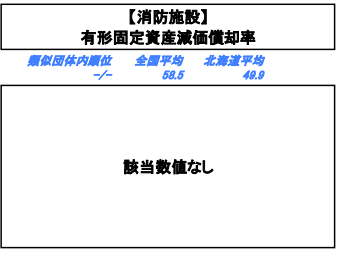 【消防施設】
有形固定資産減価償却率
類似団体内順位 全国平均 北海道平均
-/- 58.5 49.9
該当数値なし